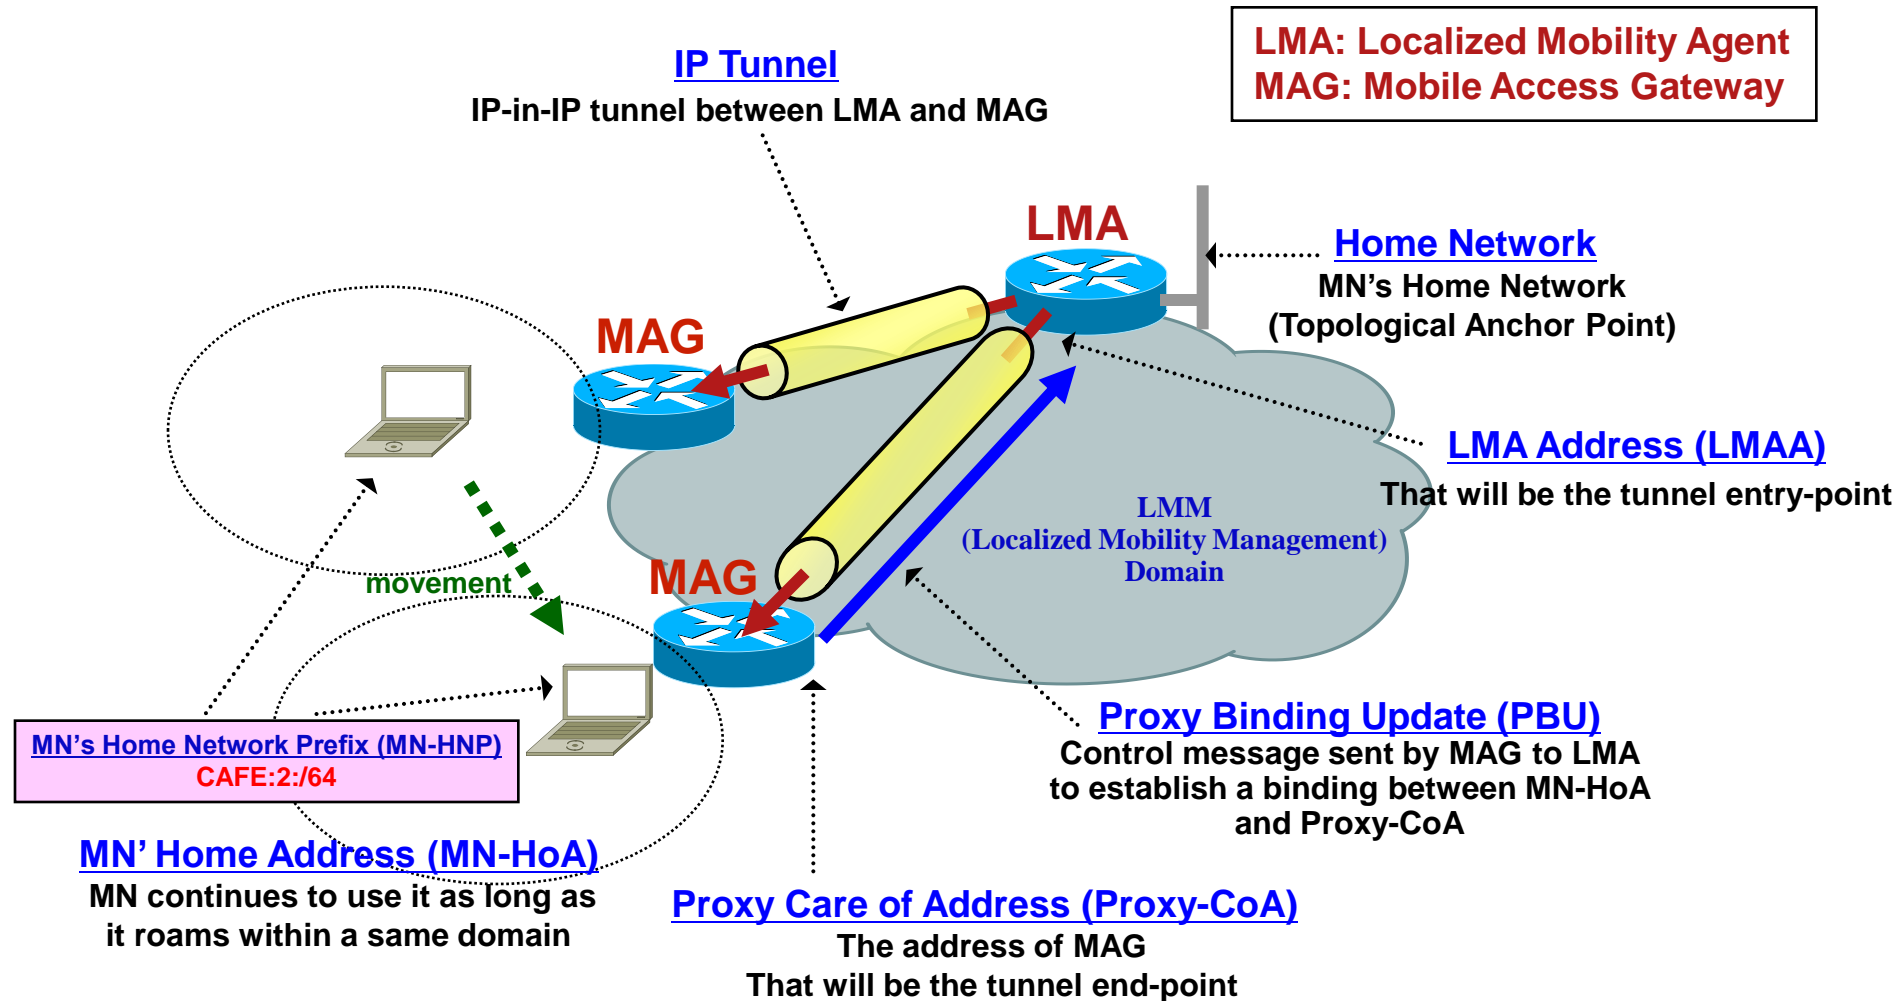 LMA: Localized Mobility Agent
MAG: Mobile Access Gateway
IP Tunnel
IP-in-IP tunnel between LMA and MAG
LMA
Home Network
MN’s Home Network
(Topological Anchor Point)
MAG
LMA Address (LMAA)
That will be the tunnel entry-point
LMM
(Localized Mobility Management)
Domain
movement
MAG
MN’s Home Network Prefix (MN-HNP)
CAFE:2:/64
Proxy Binding Update (PBU)
Control message sent by MAG to LMA
to establish a binding between MN-HoA
and Proxy-CoA
MN’ Home Address (MN-HoA)
MN continues to use it as long as
it roams within a same domain
Proxy Care of Address (Proxy-CoA)
The address of MAG
That will be the tunnel end-point